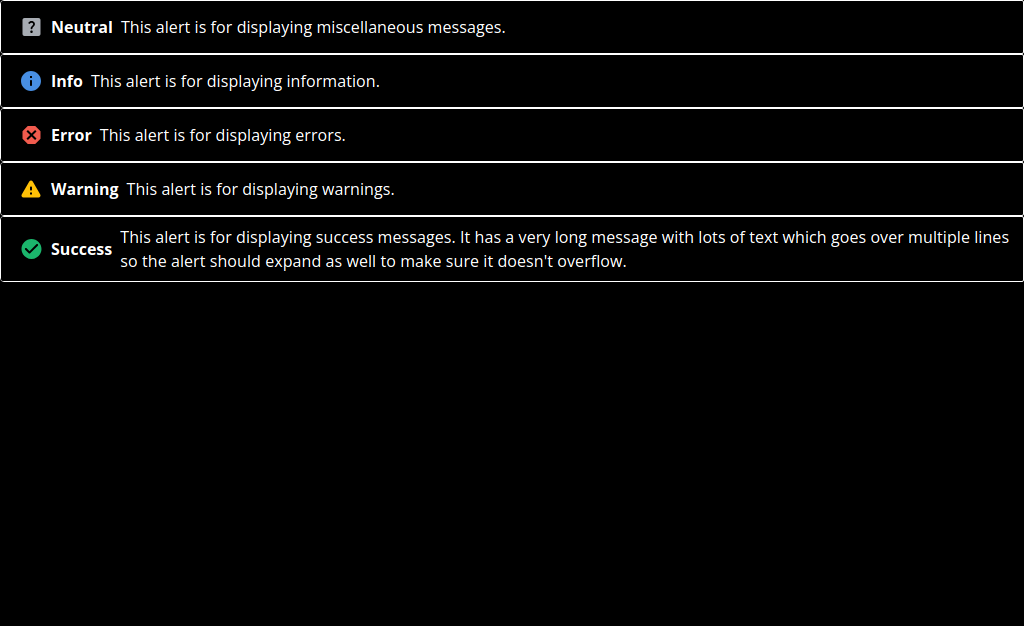 ? Neutral This alert is for displaying miscellaneous messages.
i Info This alert is for displaying information.
Error This alert is for displaying errors.
! Warning This alert is for displaying warnings.
Success This alert is for displaying success messages. It has a very long message with lots of text which goes over multiple lines
so the alert should expand as well to make sure it doesn't overflow.